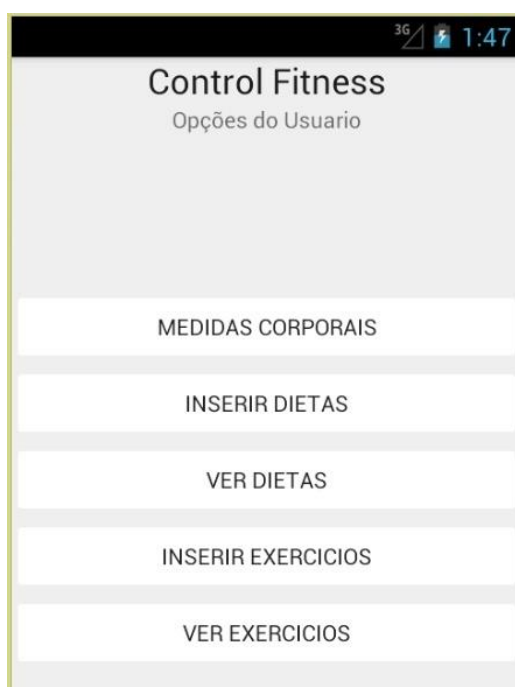 3G 1:47
Control Fitness
Opções do Usuario
MEDIDAS CORPORAIS
INSERIR DIETAS
VER DIETAS
INSERIR EXERCICIOS
VER EXERCICIOS